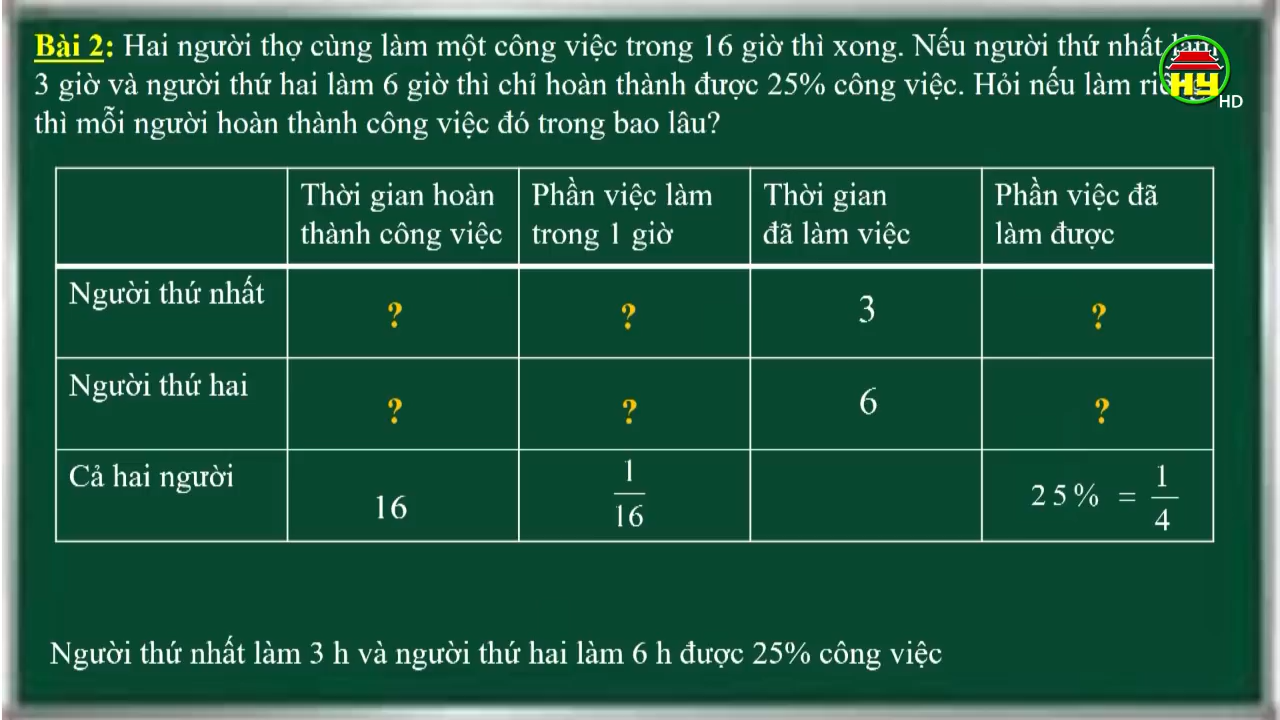 Bài 2: Hai người thợ cùng làm một công việc trong 16 giờ thì xong. Nếu người thứ nhất làm
3 giờ và người thứ hai làm 6 giờ thì chỉ hoàn thành được 25% công việc. Hỏi nếu làm riêng
thì mỗi người hoàn thành công việc đó trong bao lâu?
HY
HD
Thời gian hoàn thành công việc
Phần việc làm trong 1 giờ
Thời gian đã làm việc
Phần việc đã làm được
Người thứ nhất ? ? 3 ?
Người thứ hai ? ? 6 ?
Cả hai người 16 1/16 25% = 1/4
Người thứ nhất làm 3 h và người thứ hai làm 6 h được 25% công việc